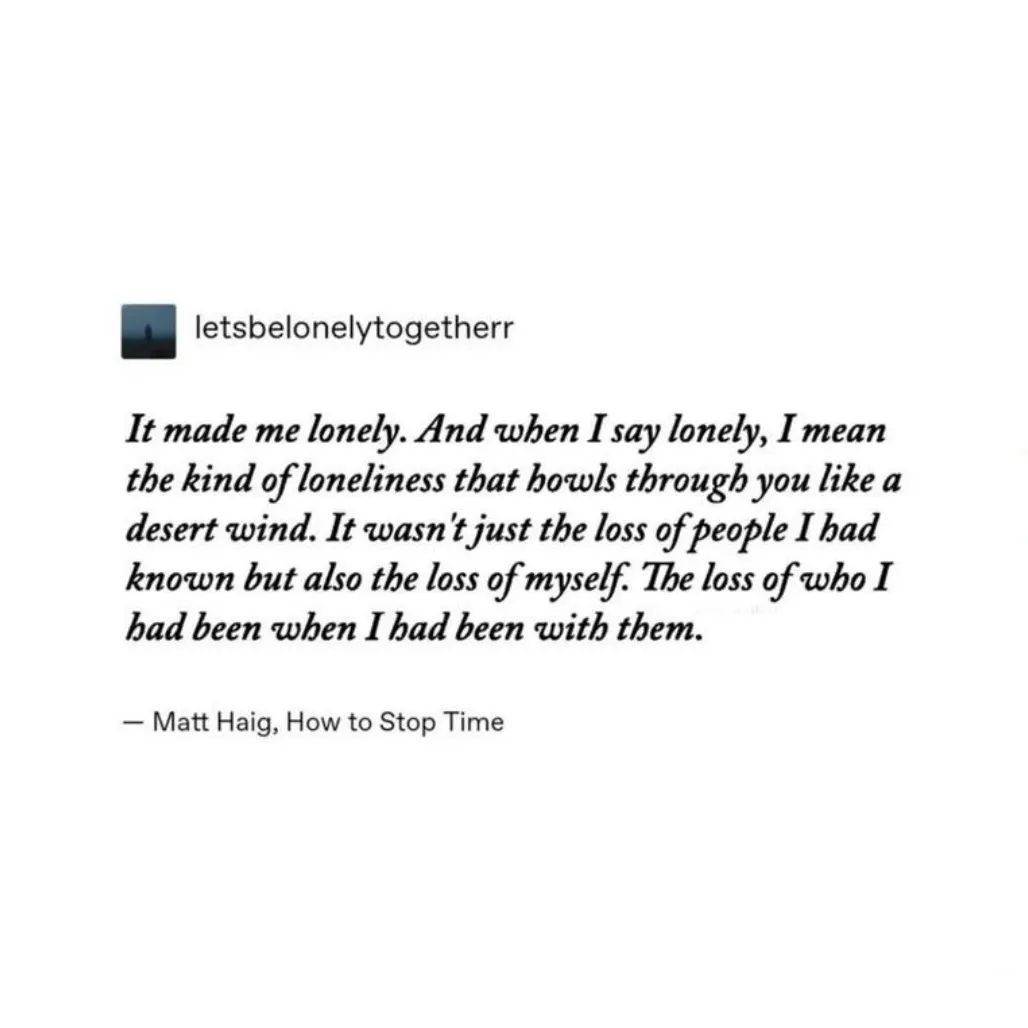 letsbelonelytogetherr
It made me lonely. And when I say lonely, I mean
the kind of loneliness that howls through you like a
desert wind. It wasn't just the loss of people I had
known but also the loss of myself. The loss of who I
had been when I had been with them.
— Matt Haig, How to Stop Time